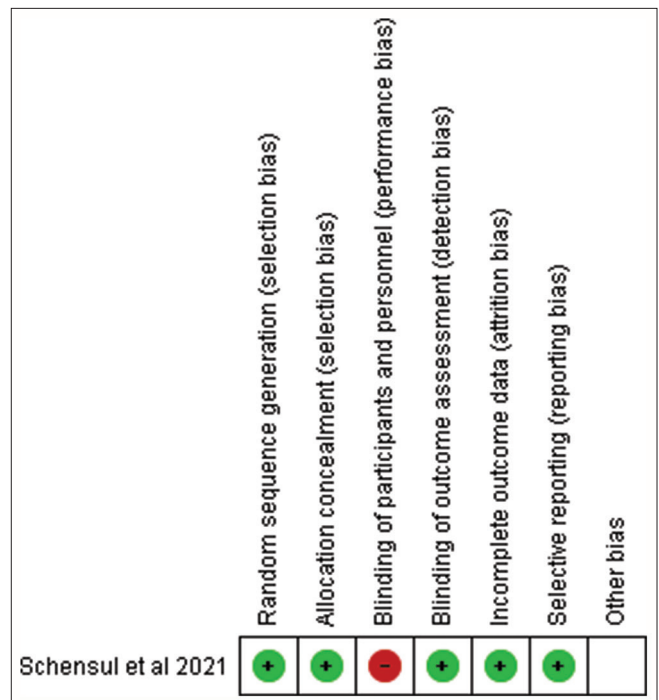 Random sequence generation (selection bias)
Allocation concealment (selection bias)
Blinding of participants and personnel (performance bias)
Blinding of outcome assessment (detection bias)
Incomplete outcome data (attrition bias)
Selective reporting (reporting bias)
Other bias
Schensul et al 2021 + + - + + +